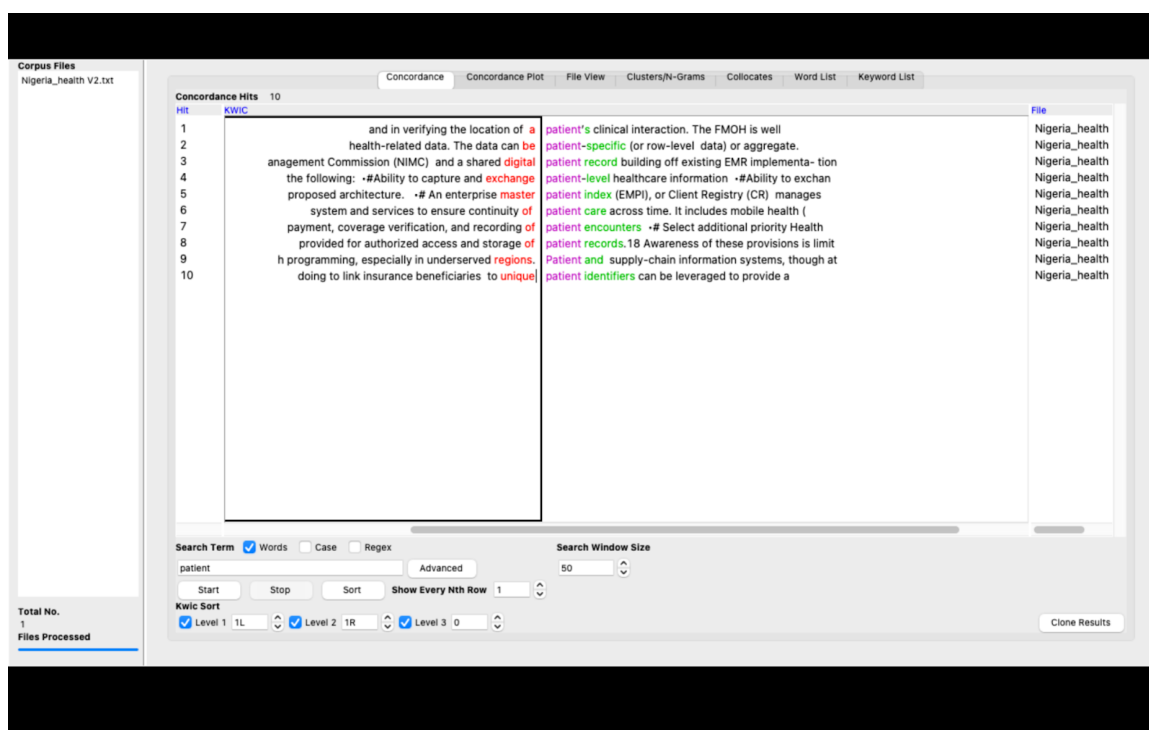 Corpus Files
Nigeria_health V2.txt
Concordance Concordance Plot File View Clusters/N-Grams Collocates Word List Keyword List
Concordance Hits 10
Hit KWIC File
1 and in verifying the location of a patient's clinical interaction. The FMOH is well Nigeria_health
2 health-related data. The data can be patient-specific (or row-level data) or aggregate. Nigeria_health
3 anagement Commission (NIMC) and a shared digital patient record building off existing EMR implementa- tion Nigeria_health
4 the following: •#Ability to capture and exchange patient-level healthcare information •#Ability to exchan Nigeria_health
5 proposed architecture. •# An enterprise master patient index (EMPI), or Client Registry (CR) manages Nigeria_health
6 system and services to ensure continuity of patient care across time. It includes mobile health ( Nigeria_health
7 payment, coverage verification, and recording of patient encounters •# Select additional priority Health Nigeria_health
8 provided for authorized access and storage of patient records.18 Awareness of these provisions is limit Nigeria_health
9 h programming, especially in underserved regions. Patient and supply-chain information systems, though at Nigeria_health
10 doing to link insurance beneficiaries to unique patient identifiers can be leveraged to provide a Nigeria_health
Search Term Words Case Regex Search Window Size
patient Advanced 50
Start Stop Sort Show Every Nth Row 1
Kwic Sort
Level 1 1L Level 2 1R Level 3 0 Clone Results
Total No.
1
Files Processed